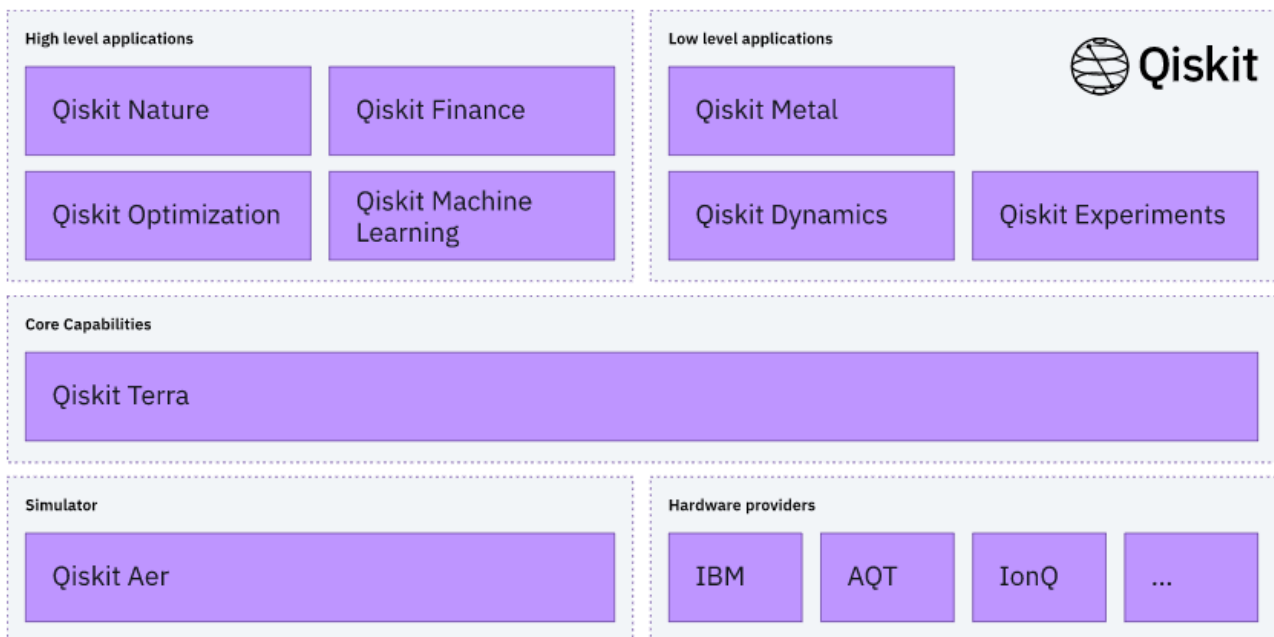 High level applications
Qiskit Nature
Qiskit Finance
Qiskit Optimization
Qiskit Machine
Learning
Low level applications
Qiskit
Qiskit Metal
Qiskit Dynamics
Qiskit Experiments
Core Capabilities
Qiskit Terra
Simulator
Qiskit Aer
Hardware providers
IBM
AQT
IonQ
...